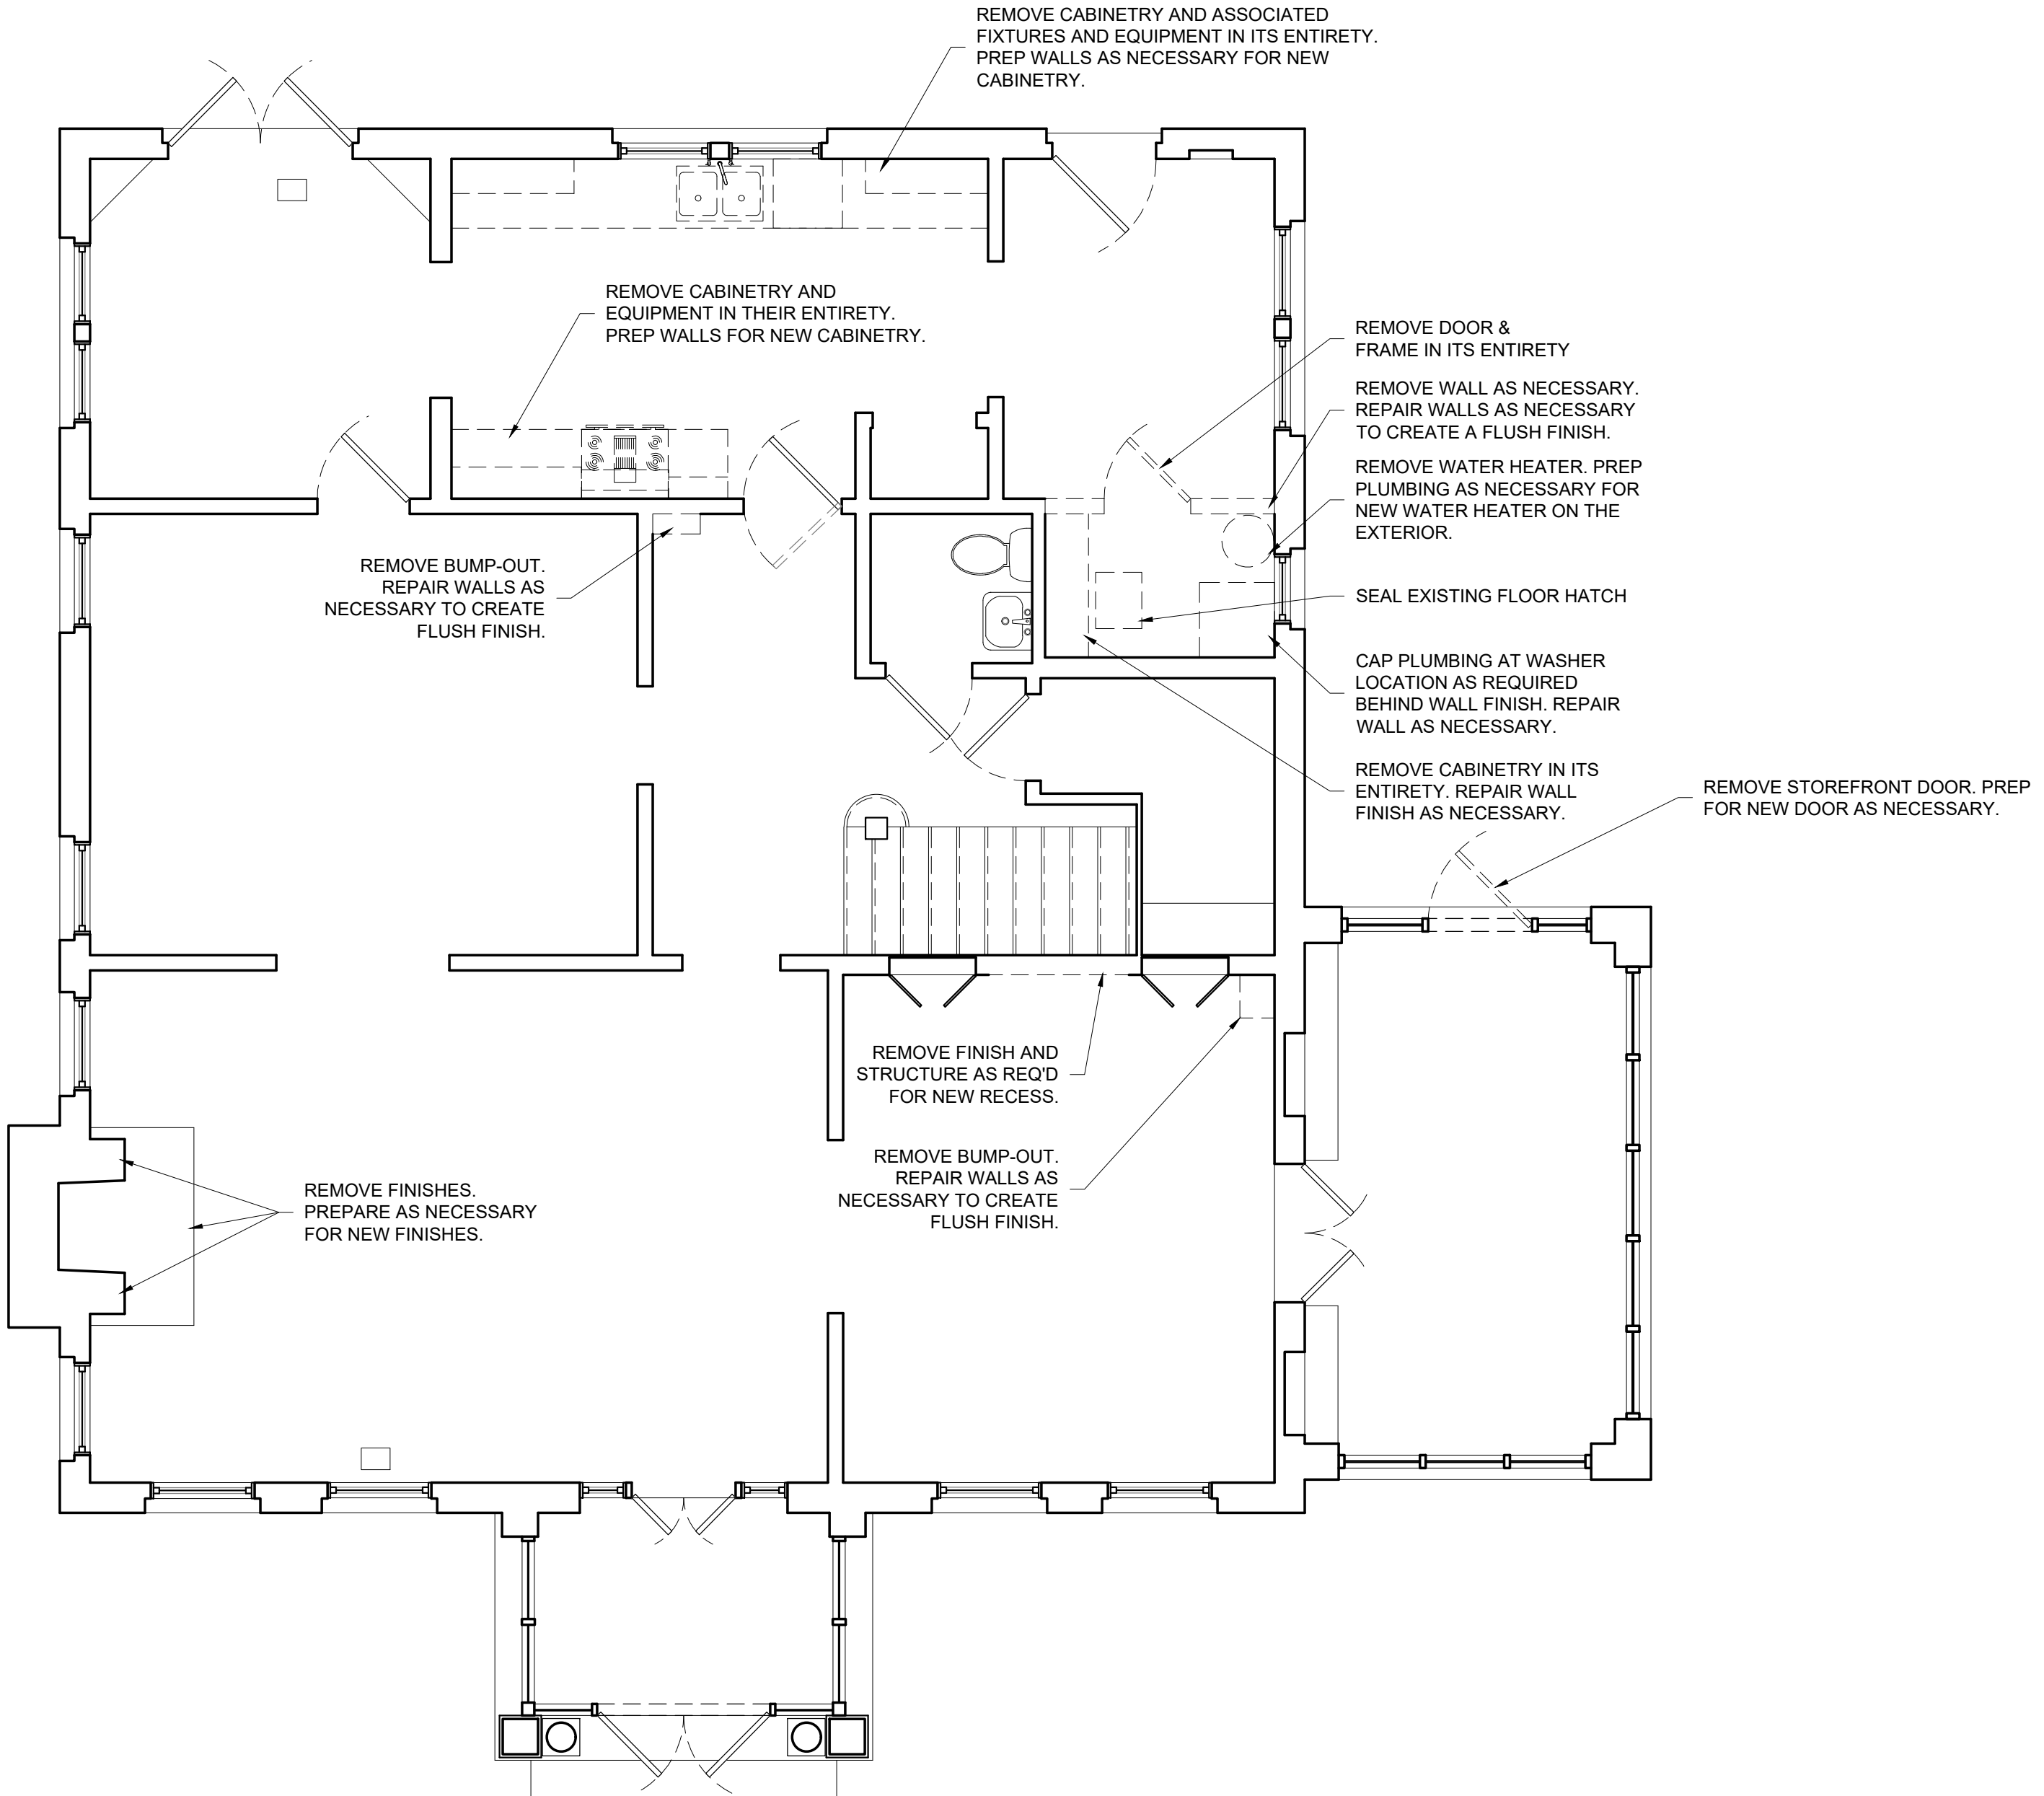 REMOVE CABINETRY AND ASSOCIATED
FIXTURES AND EQUIPMENT IN ITS ENTIRETY.
PREP WALLS AS NECESSARY FOR NEW
CABINETRY.
REMOVE CABINETRY AND
EQUIPMENT IN THEIR ENTIRETY.
PREP WALLS FOR NEW CABINETRY.
REMOVE DOOR &
FRAME IN ITS ENTIRETY
REMOVE WALL AS NECESSARY.
REPAIR WALLS AS NECESSARY
TO CREATE A FLUSH FINISH.
REMOVE WATER HEATER. PREP
PLUMBING AS NECESSARY FOR
NEW WATER HEATER ON THE
EXTERIOR.
REMOVE BUMP-OUT.
REPAIR WALLS AS
NECESSARY TO CREATE
FLUSH FINISH.
SEAL EXISTING FLOOR HATCH
CAP PLUMBING AT WASHER
LOCATION AS REQUIRED
BEHIND WALL FINISH. REPAIR
WALL AS NECESSARY.
REMOVE CABINETRY IN ITS
ENTIRETY. REPAIR WALL
FINISH AS NECESSARY.
REMOVE STOREFRONT DOOR. PREP
FOR NEW DOOR AS NECESSARY.
REMOVE FINISH AND
STRUCTURE AS REQ'D
FOR NEW RECESS.
REMOVE BUMP-OUT.
REPAIR WALLS AS
NECESSARY TO CREATE
FLUSH FINISH.
REMOVE FINISHES.
PREPARE AS NECESSARY
FOR NEW FINISHES.